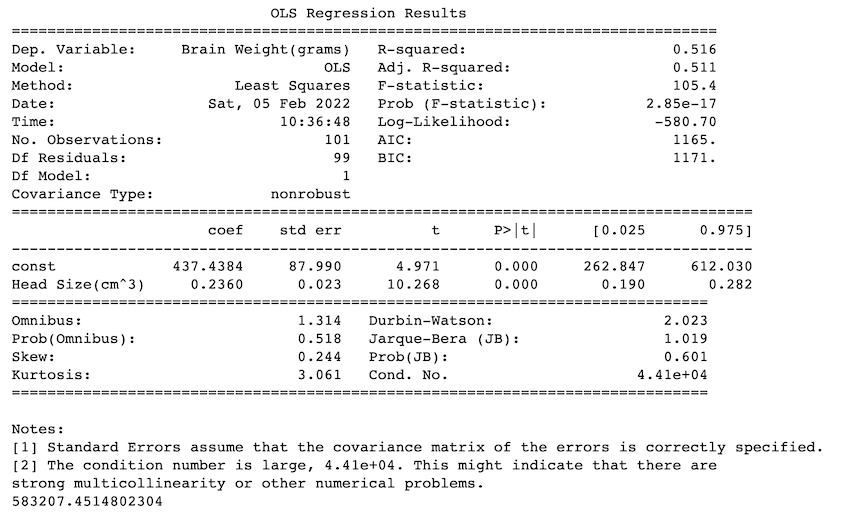 OLS Regression Results
==============================================================================
Dep. Variable: Brain Weight(grams) R-squared: 0.516
Model: OLS Adj. R-squared: 0.511
Method: Least Squares F-statistic: 105.4
Date: Sat, 05 Feb 2022 Prob (F-statistic): 2.85e-17
Time: 10:36:48 Log-Likelihood: -580.70
No. Observations: 101 AIC: 1165.
Df Residuals: 99 BIC: 1171.
Df Model: 1
Covariance Type: nonrobust
===================================================================================
coef std err t P>|t| [0.025 0.975]
-----------------------------------------------------------------------------------
const 437.4384 87.990 4.971 0.000 262.847 612.030
Head Size(cm^3) 0.2360 0.023 10.268 0.000 0.190 0.282
==============================================================================
Omnibus: 1.314 Durbin-Watson: 2.023
Prob(Omnibus): 0.518 Jarque-Bera (JB): 1.019
Skew: 0.244 Prob(JB): 0.601
Kurtosis: 3.061 Cond. No. 4.41e+04
==============================================================================
Notes:
[1] Standard Errors assume that the covariance matrix of the errors is correctly specified.
[2] The condition number is large, 4.41e+04. This might indicate that there are
strong multicollinearity or other numerical problems.
583207.4514802304